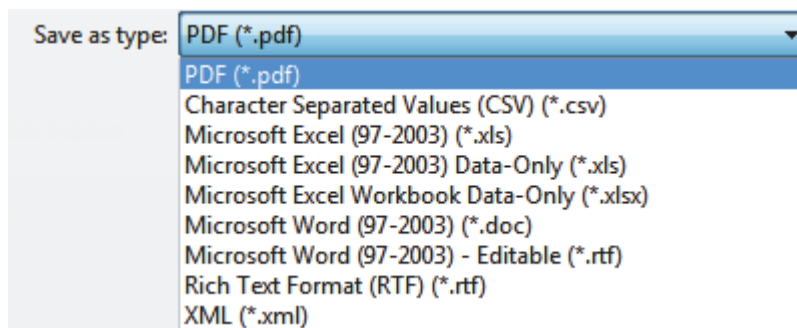 Save as type: PDF (*.pdf)
PDF (*.pdf)
Character Separated Values (CSV) (*.csv)
Microsoft Excel (97-2003) (*.xls)
Microsoft Excel (97-2003) Data-Only (*.xls)
Microsoft Excel Workbook Data-Only (*.xlsx)
Microsoft Word (97-2003) (*.doc)
Microsoft Word (97-2003) - Editable (*.rtf)
Rich Text Format (RTF) (*.rtf)
XML (*.xml)